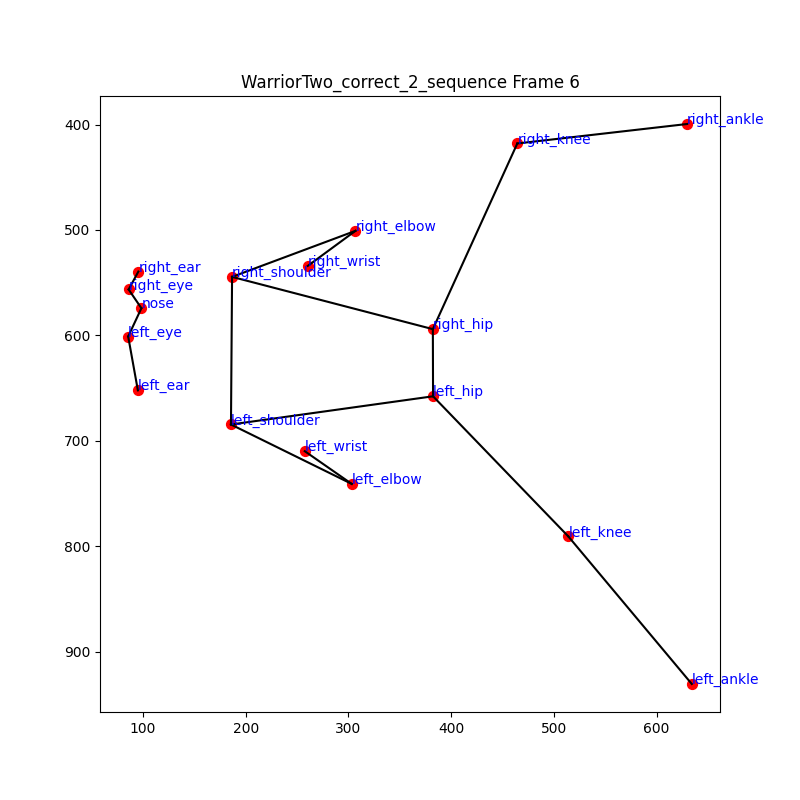 WarriorTwo_correct_2_sequence Frame 6
400
right_ankle
right_knee
500
right_elbow
right_wrist
right_ear
right_shoulder
right_eye
nose
600
right_hip
left_eye
left_ear
left_hip
700
left_shoulder
left_wrist
left_elbow
800
left_knee
900
left_ankle
100 200 300 400 500 600